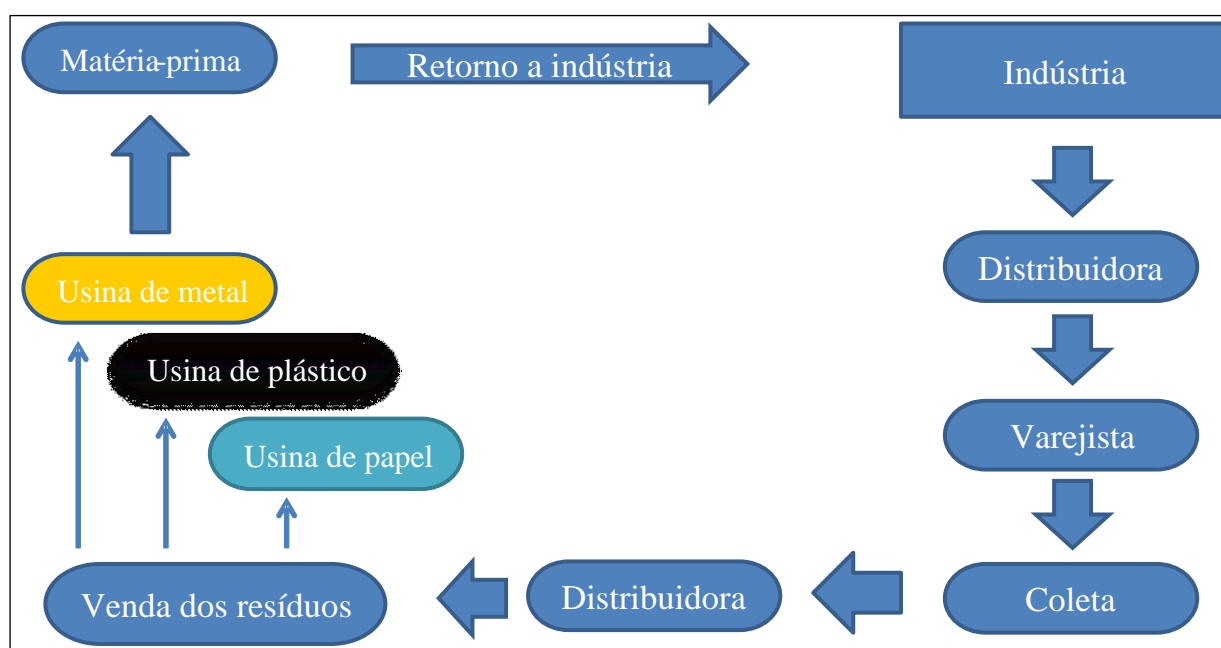 Matéria-prima
Retorno a indústria
Indústria
Distribuidora
Usina de metal
Usina de plástico
Varejista
Usina de papel
Venda dos resíduos
Distribuidora
Coleta